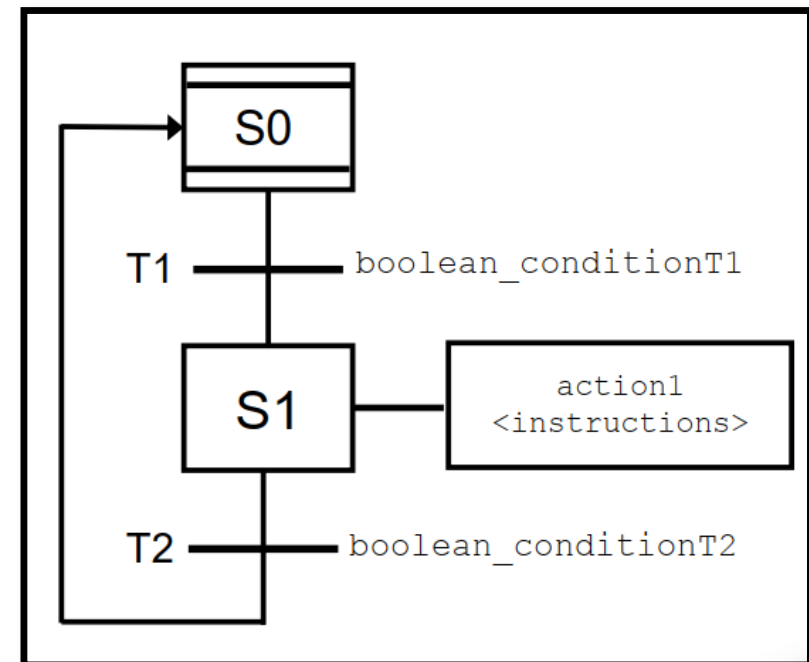 S0
T1
boolean_conditionT1
S1
action1
<instructions>
T2
boolean_conditionT2